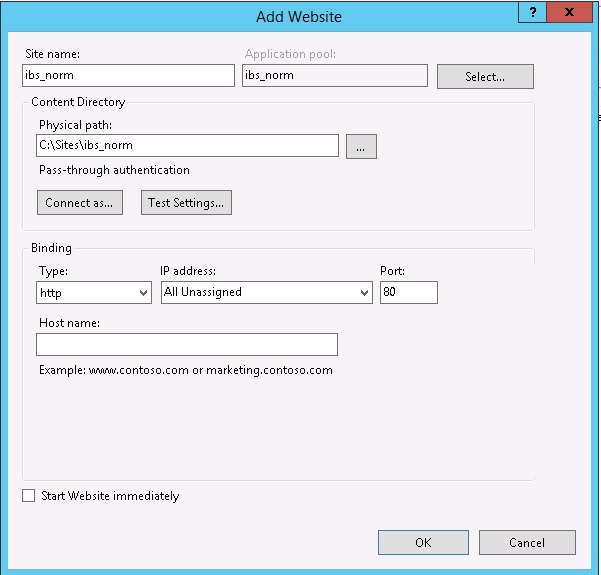 Add Website
? x
Site name: Application pool:
ibs_norm ibs_norm Select...
Content Directory
Physical path:
C:\Sites\ibs_norm ...
Pass-through authentication
Connect as... Test Settings...
Binding
Type: IP address: Port:
http All Unassigned 80
Host name:
Example: www.contoso.com or marketing.contoso.com
Start Website immediately
OK Cancel